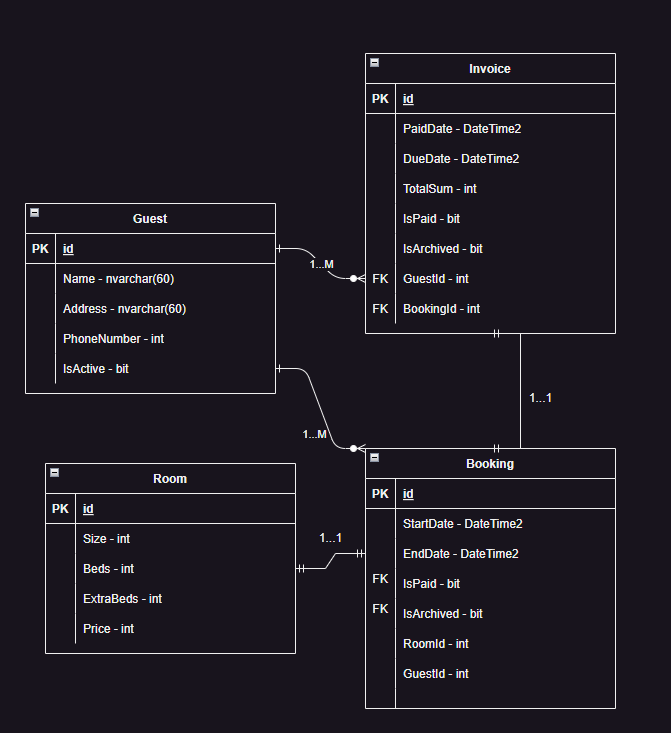 Invoice
PK id
PaidDate - DateTime2
DueDate - DateTime2
TotalSum - int
IsPaid - bit
IsArchived - bit
FK GuestId - int
FK BookingId - int
Guest
PK id
Name - nvarchar(60)
Address - nvarchar(60)
PhoneNumber - int
IsActive - bit
1...M
1...1
1...M
Booking
PK id
StartDate - DateTime2
EndDate - DateTime2
FK IsPaid - bit
FK IsArchived - bit
RoomId - int
GuestId - int
Room
PK id
Size - int
Beds - int
ExtraBeds - int
Price - int
1...1